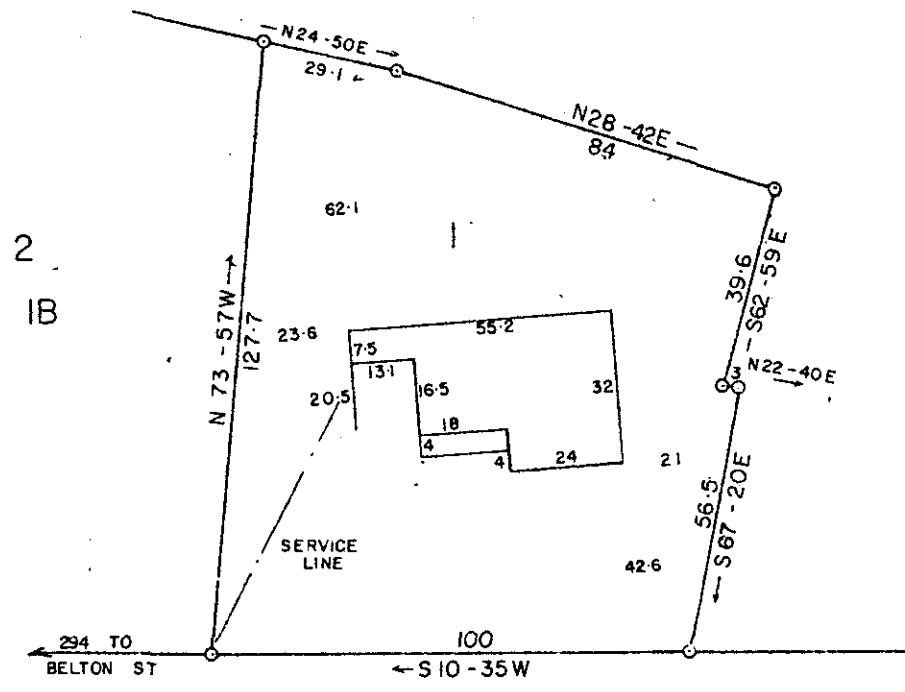 N24-50E
29.1
N28-42E
84
62.1
1
2
1B
N 73-57W
127.7
39.6
S62-59E
23.6
55.2
7.5
13.1
20.5
16.5
32
3
N22-40E
18
4
4
24
21
56.5
S67-20E
SERVICE
LINE
42.6
294 TO
BELTON ST
100
S10-35W